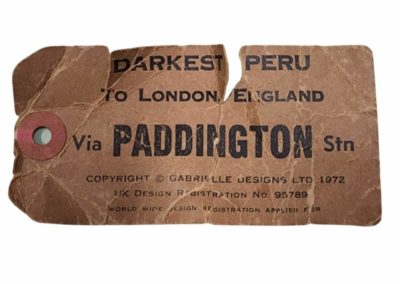 DARKEST PERU
TO LONDON, ENGLAND
Via PADDINGTON Stn
COPYRIGHT © GABRIELLE DESIGNS LTD 1972
UK DESIGN REGISTRATION NO. 95789
WORLD WIDE DESIGN REGISTRATION APPLIED FOR